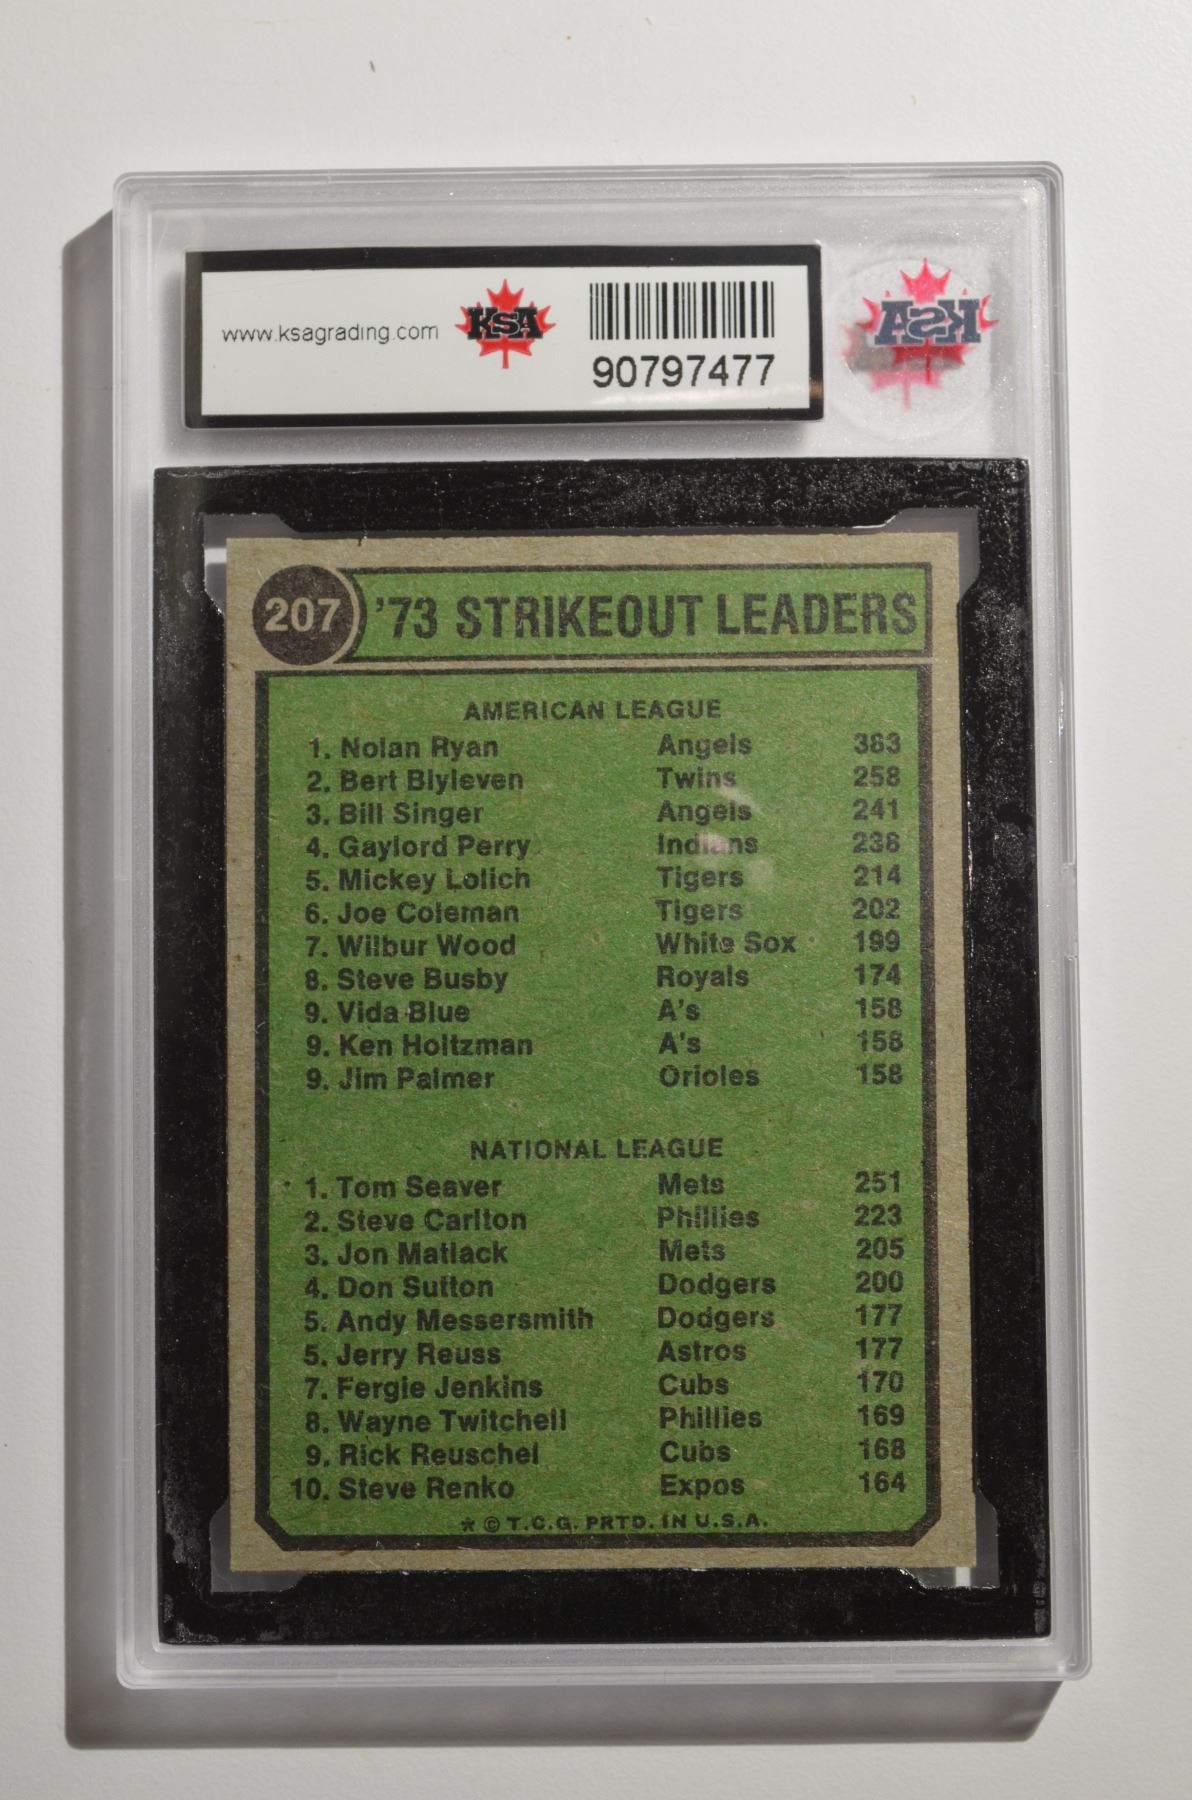 www.ksagrading.com
KSA
90797477
KSA
207
'73 STRIKEOUT LEADERS
AMERICAN LEAGUE
1. Nolan Ryan Angels 383
2. Bert Blyleven Twins 258
3. Bill Singer Angels 241
4. Gaylord Perry Indians 238
5. Mickey Lolich Tigers 214
6. Joe Coleman Tigers 202
7. Wilbur Wood White Sox 199
8. Steve Busby Royals 174
9. Vida Blue A's 158
9. Ken Holtzman A's 158
9. Jim Palmer Orioles 158
NATIONAL LEAGUE
1. Tom Seaver Mets 251
2. Steve Carlton Phillies 223
3. Jon Matlack Mets 205
4. Don Sutton Dodgers 200
5. Andy Messersmith Dodgers 177
5. Jerry Reuss Astros 177
7. Fergie Jenkins Cubs 170
8. Wayne Twitchell Phillies 169
9. Rick Reuschel Cubs 168
10. Steve Renko Expos 164
* © T.C.G. PRTD. IN U.S.A.